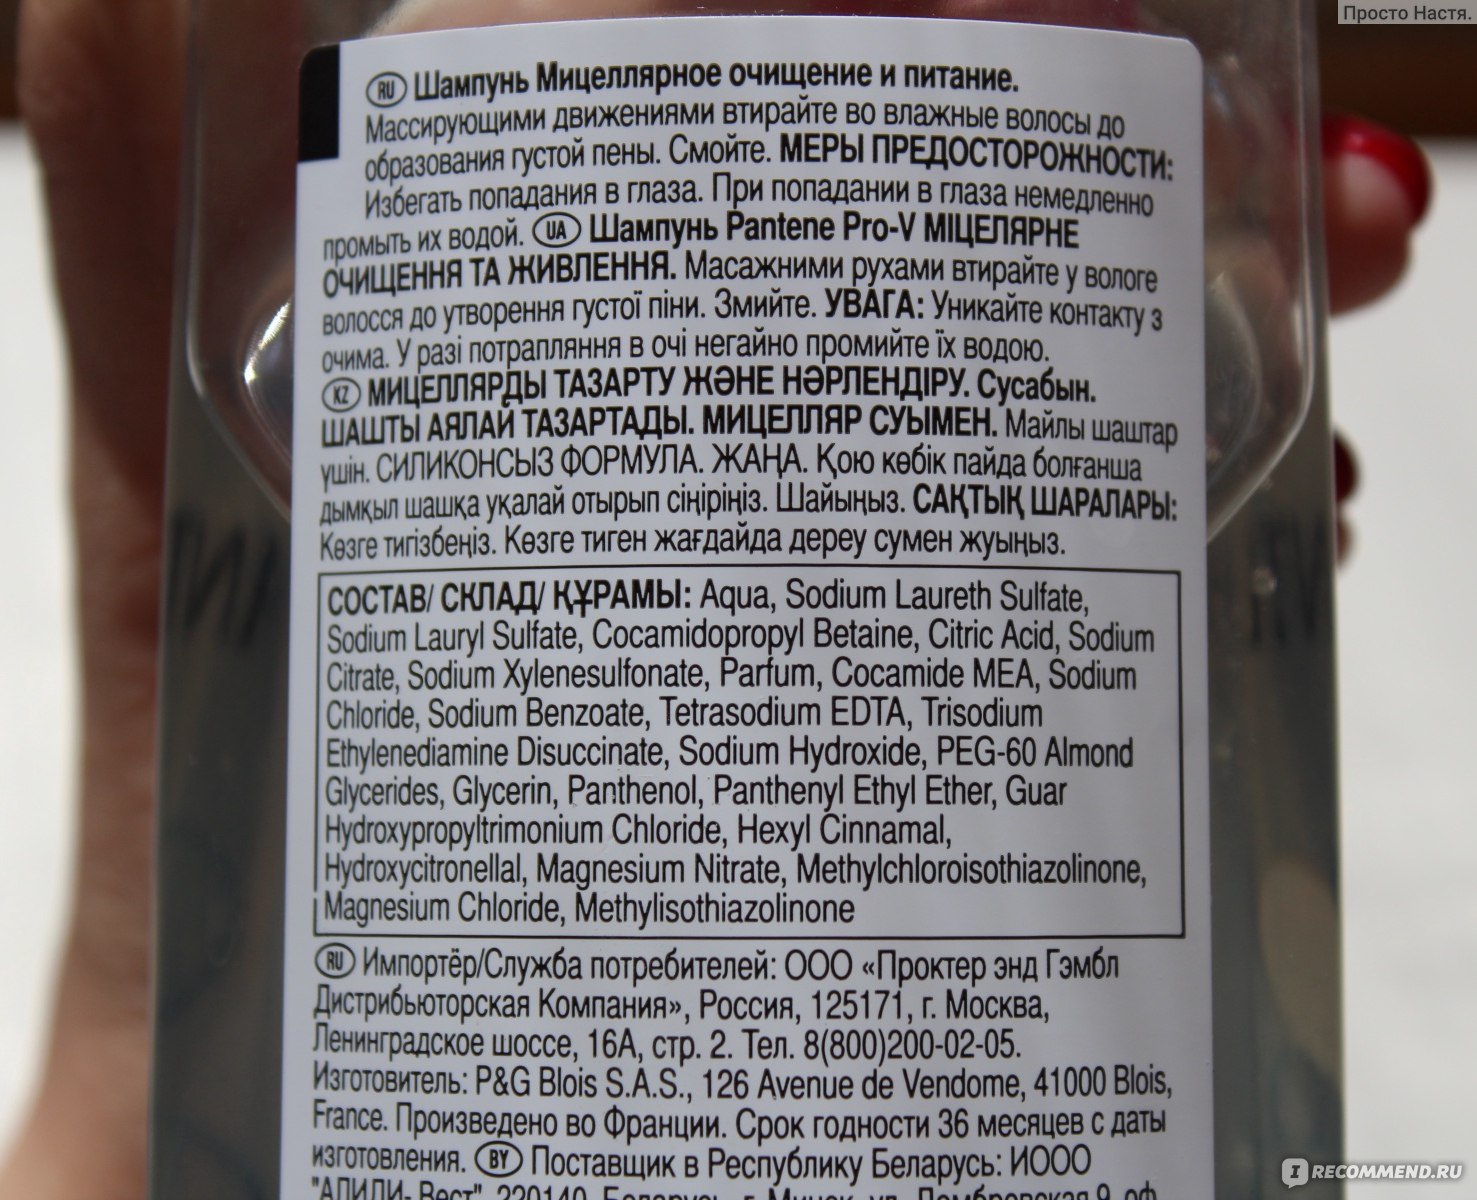 Просто Настя.
RU Шампунь Мицеллярное очищение и питание.
Массирующими движениями втирайте во влажные волосы до
образования густой пены. Смойте. МЕРЫ ПРЕДОСТОРОЖНОСТИ:
Избегать попадания в глаза. При попадании в глаза немедленно
промыть их водой. UA Шампунь Pantene Pro-V МІЦЕЛЯРНЕ
ОЧИЩЕННЯ ТА ЖИВЛЕННЯ. Масажними рухами втирайте у вологе
волосся до утворення густої піни. Змийте. УВАГА: Уникайте контакту з
очима. У разі потрапляння в очі негайно промийте їх водою.
KZ МИЦЕЛЛЯРДЫ ТАЗАРТУ ЖӘНЕ НӘРЛЕНДІРУ. Сусабын.
ШАШТЫ АЯЛАЙ ТАЗАРТАДЫ. МИЦЕЛЛЯР СУЫМЕН. Майлы шаштар
үшін. СИЛИКОНСЫЗ ФОРМУЛА. ЖАҢА. Қою көбік пайда болғанша
дымқыл шашқа уқалай отырып сіңіріңіз. Шайыңыз. САҚТЫҚ ШАРАЛАРЫ:
Көзге тигізбеңіз. Көзге тиген жағдайда дереу сумен жуыңыз.
СОСТАВ/ СКЛАД/ ҚҰРАМЫ: Aqua, Sodium Laureth Sulfate,
Sodium Lauryl Sulfate, Cocamidopropyl Betaine, Citric Acid, Sodium
Citrate, Sodium Xylenesulfonate, Parfum, Cocamide MEA, Sodium
Chloride, Sodium Benzoate, Tetrasodium EDTA, Trisodium
Ethylenediamine Disuccinate, Sodium Hydroxide, PEG-60 Almond
Glycerides, Glycerin, Panthenol, Panthenyl Ethyl Ether, Guar
Hydroxypropyltrimonium Chloride, Hexyl Cinnamal,
Hydroxycitronellal, Magnesium Nitrate, Methylchloroisothiazolinone,
Magnesium Chloride, Methylisothiazolinone
RU Импортёр/Служба потребителей: ООО «Проктер энд Гэмбл
Дистрибьюторская Компания», Россия, 125171, г. Москва,
Ленинградское шоссе, 16А, стр. 2. Тел. 8(800)200-02-05.
Изготовитель: P&G Blois S.A.S., 126 Avenue de Vendome, 41000 Blois,
France. Произведено во Франции. Срок годности 36 месяцев с даты
изготовления. BY Поставщик в Республику Беларусь: ИООО
"АЛИДИ- Вест", 220140, Беларусь, г. Минск, ул. Домбровская 9, оф.
IRECOMMEND.RU